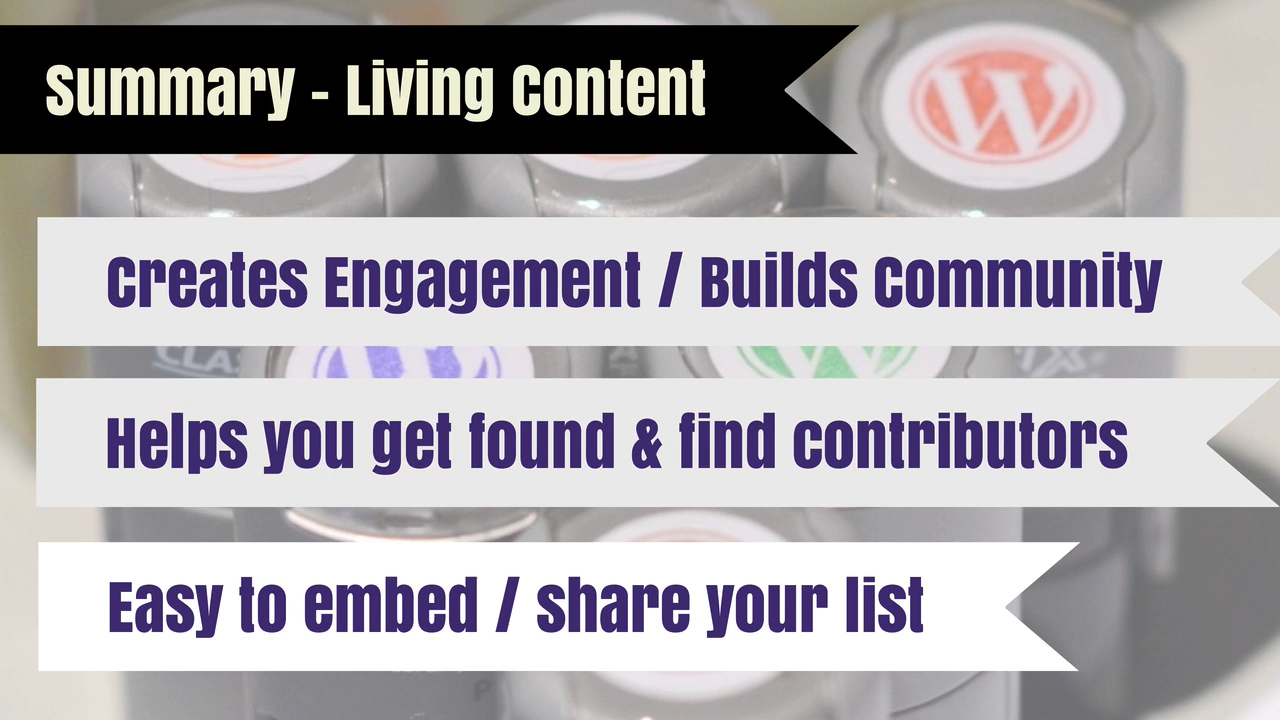 Summary - Living Content
Creates Engagement / Builds Community
Helps you get found & find contributors
Easy to embed / share your list